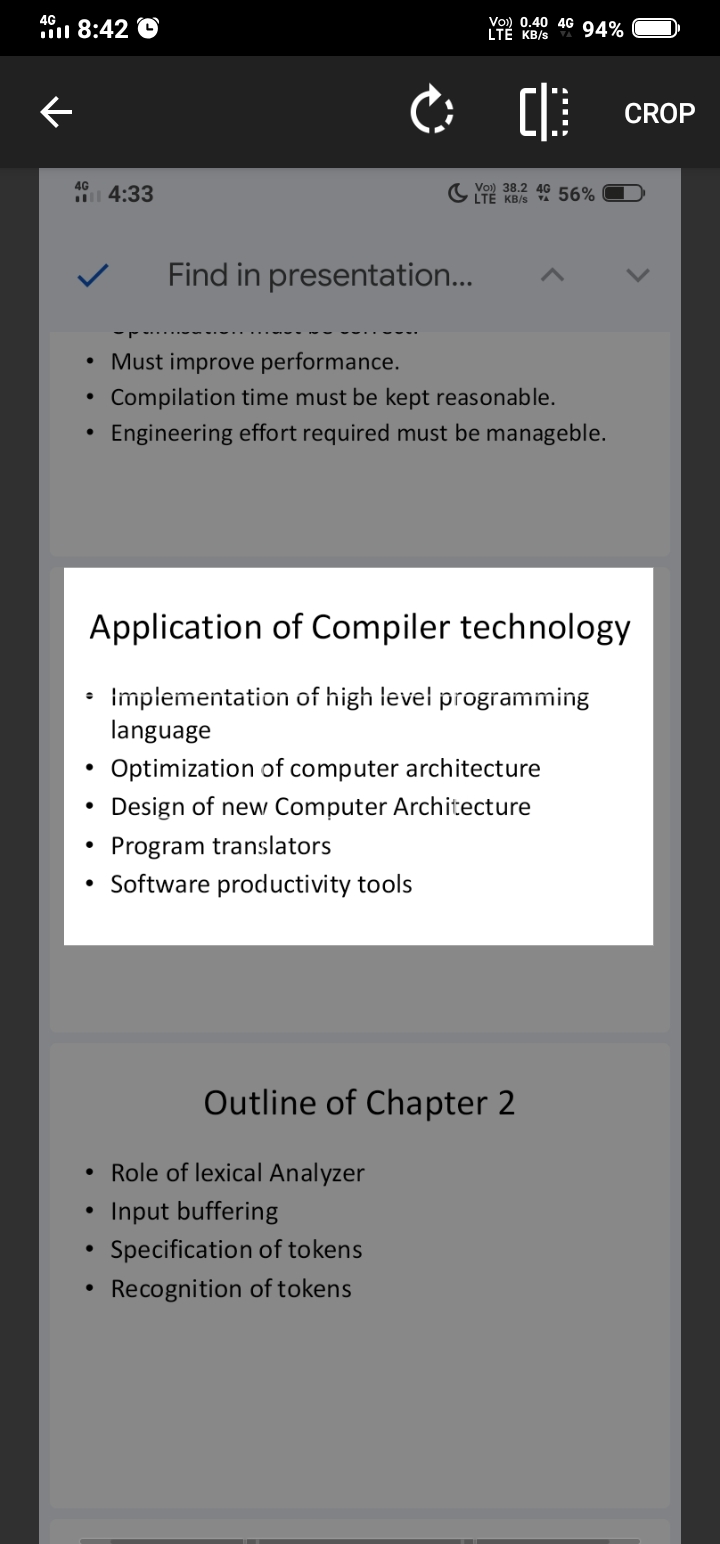 4G 8:42 Vo)) LTE 0.40 KB/s 4G 94%
CROP
4G 4:33 Vo)) LTE 38.2 KB/s 4G 56%
Find in presentation...
• Must improve performance.
• Compilation time must be kept reasonable.
• Engineering effort required must be manageble.
Application of Compiler technology
• Implementation of high level programming
language
• Optimization of computer architecture
• Design of new Computer Architecture
• Program translators
• Software productivity tools
Outline of Chapter 2
• Role of lexical Analyzer
• Input buffering
• Specification of tokens
• Recognition of tokens